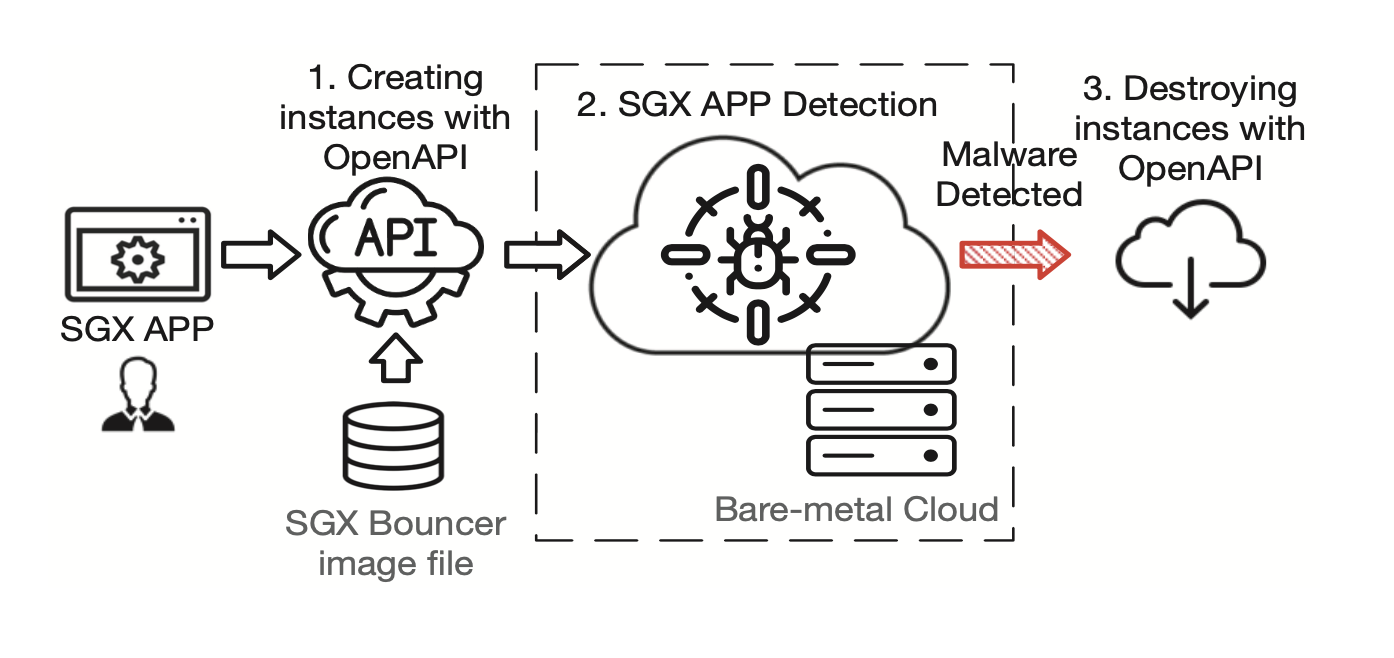 1. Creating
instances with
OpenAPI
API
SGX APP
SGX Bouncer
image file
2. SGX APP Detection
Bare-metal Cloud
Malware
Detected
3. Destroying
instances with
OpenAPI